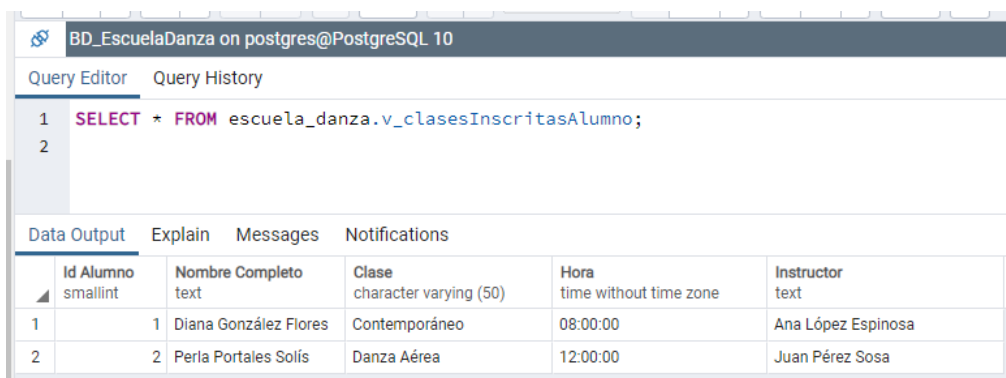 BD_EscuelaDanza on postgres@PostgreSQL 10
Query Editor Query History
1 SELECT * FROM escuela_danza.v_clasesInscritasAlumno;
2
Data Output Explain Messages Notifications
Id Alumno Nombre Completo Clase Hora Instructor
smallint text character varying (50) time without time zone text
1 1 Diana González Flores Contemporáneo 08:00:00 Ana López Espinosa
2 2 Perla Portales Solís Danza Aérea 12:00:00 Juan Pérez Sosa